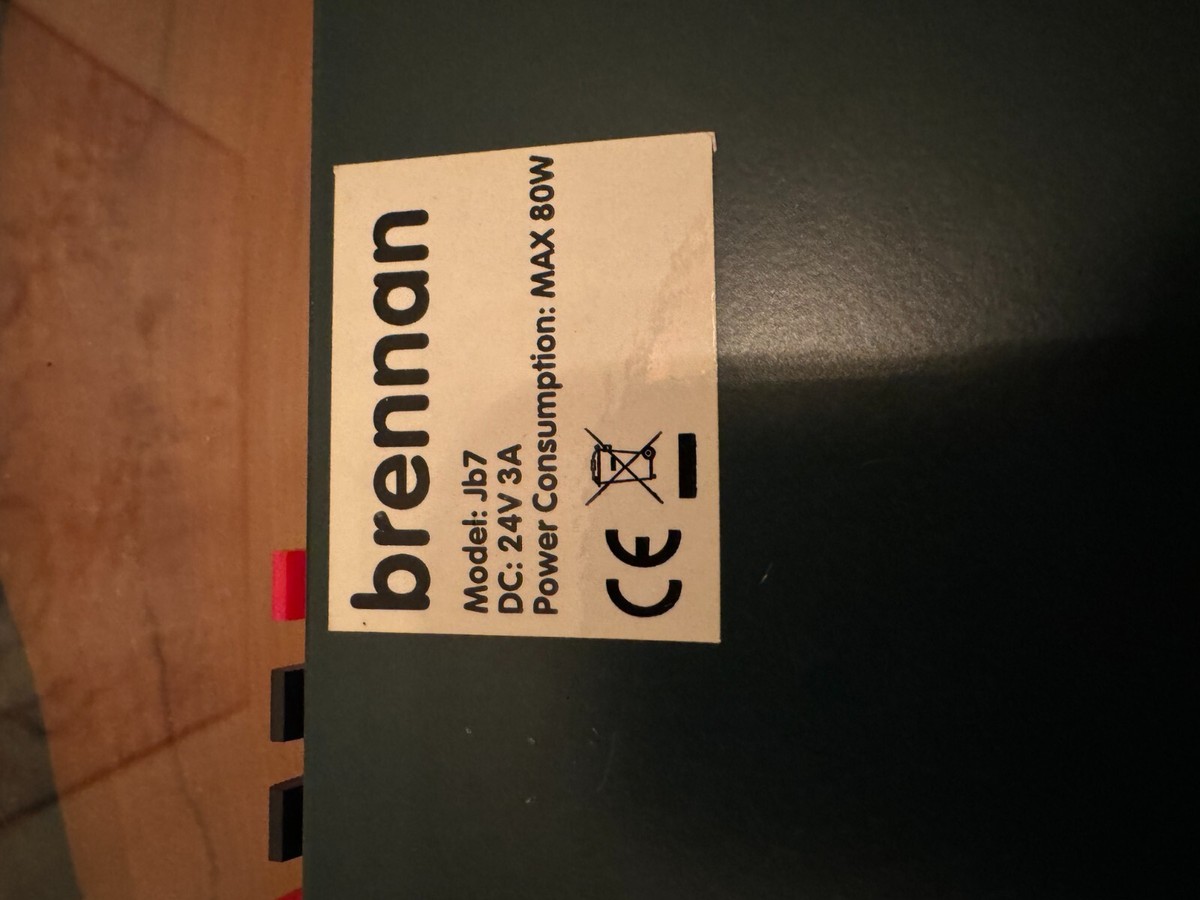 brennan
Model: Jb7
DC: 24V 3A
Power Consumption: MAX 80W
CE